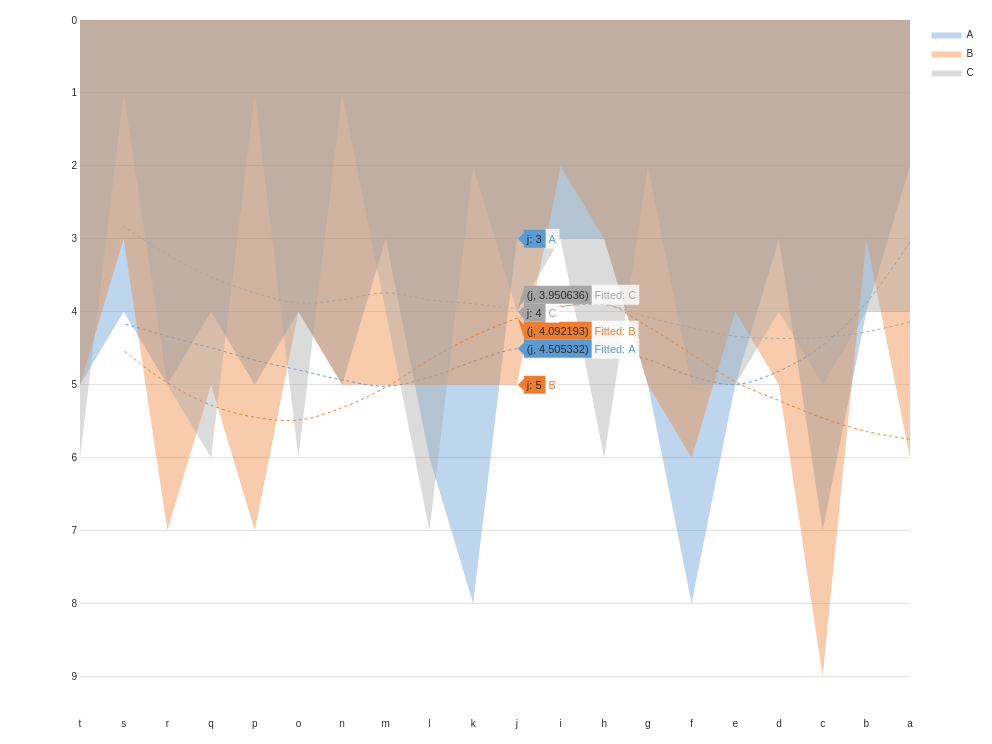 0
A
B
C
1
2
3
j: 3 A
(j, 3.950636) Fitted: C
4
j: 4 C
(j, 4.092193) Fitted: B
(j, 4.505332) Fitted: A
5
j: 5 B
6
7
8
9
t s r q p o n m l k j i h g f e d c b a